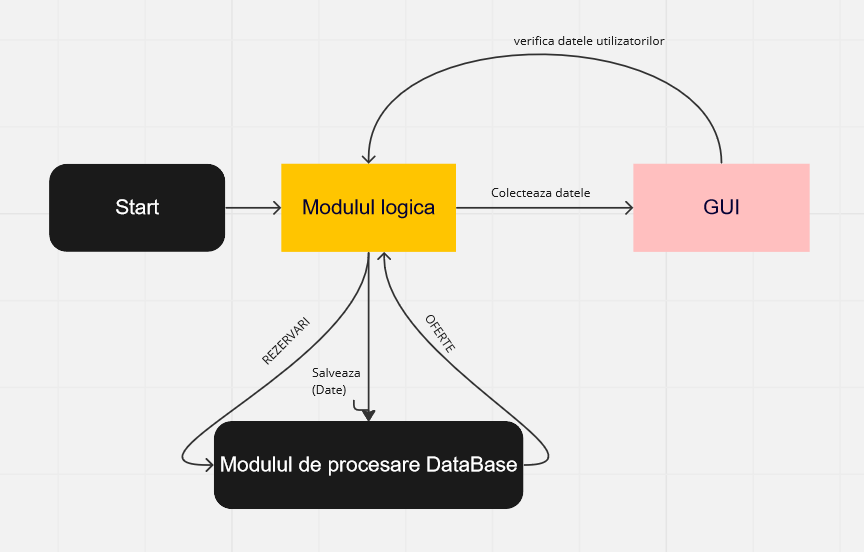 verifica datele utilizatorilor
Start
Modulul logica
Colecteaza datele
GUI
REZERVARI
OFERTE
Salveaza
(Date)
Modulul de procesare DataBase